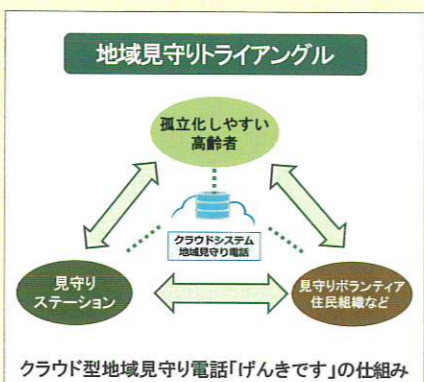 地域見守りトライアングル
孤立化しやすい
高齢者
クラウドシステム
地域見守り電話
見守り
ステーション
見守りボランティア
住民組織など
クラウド型地域見守り電話「げんきです」の仕組み